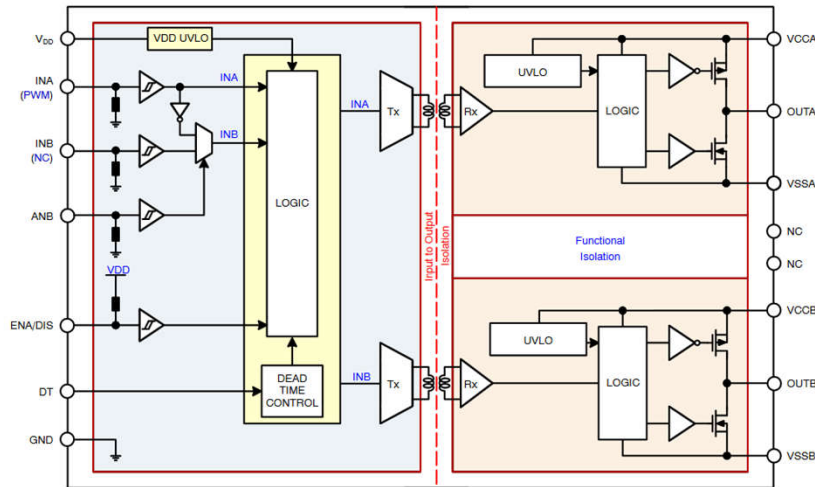 VDD
VDD UVLO
INA
(PWM)
INA
INB
(NC)
INB
LOGIC
ANB
VDD
ENA/DIS
DT
DEAD
TIME
CONTROL
GND
INA
Tx
INB
Tx
Input to Output
Isolation
Rx
UVLO
LOGIC
VCCA
OUTA
VSSA
Functional
Isolation
NC
NC
Rx
UVLO
LOGIC
VCCB
OUTB
VSSB